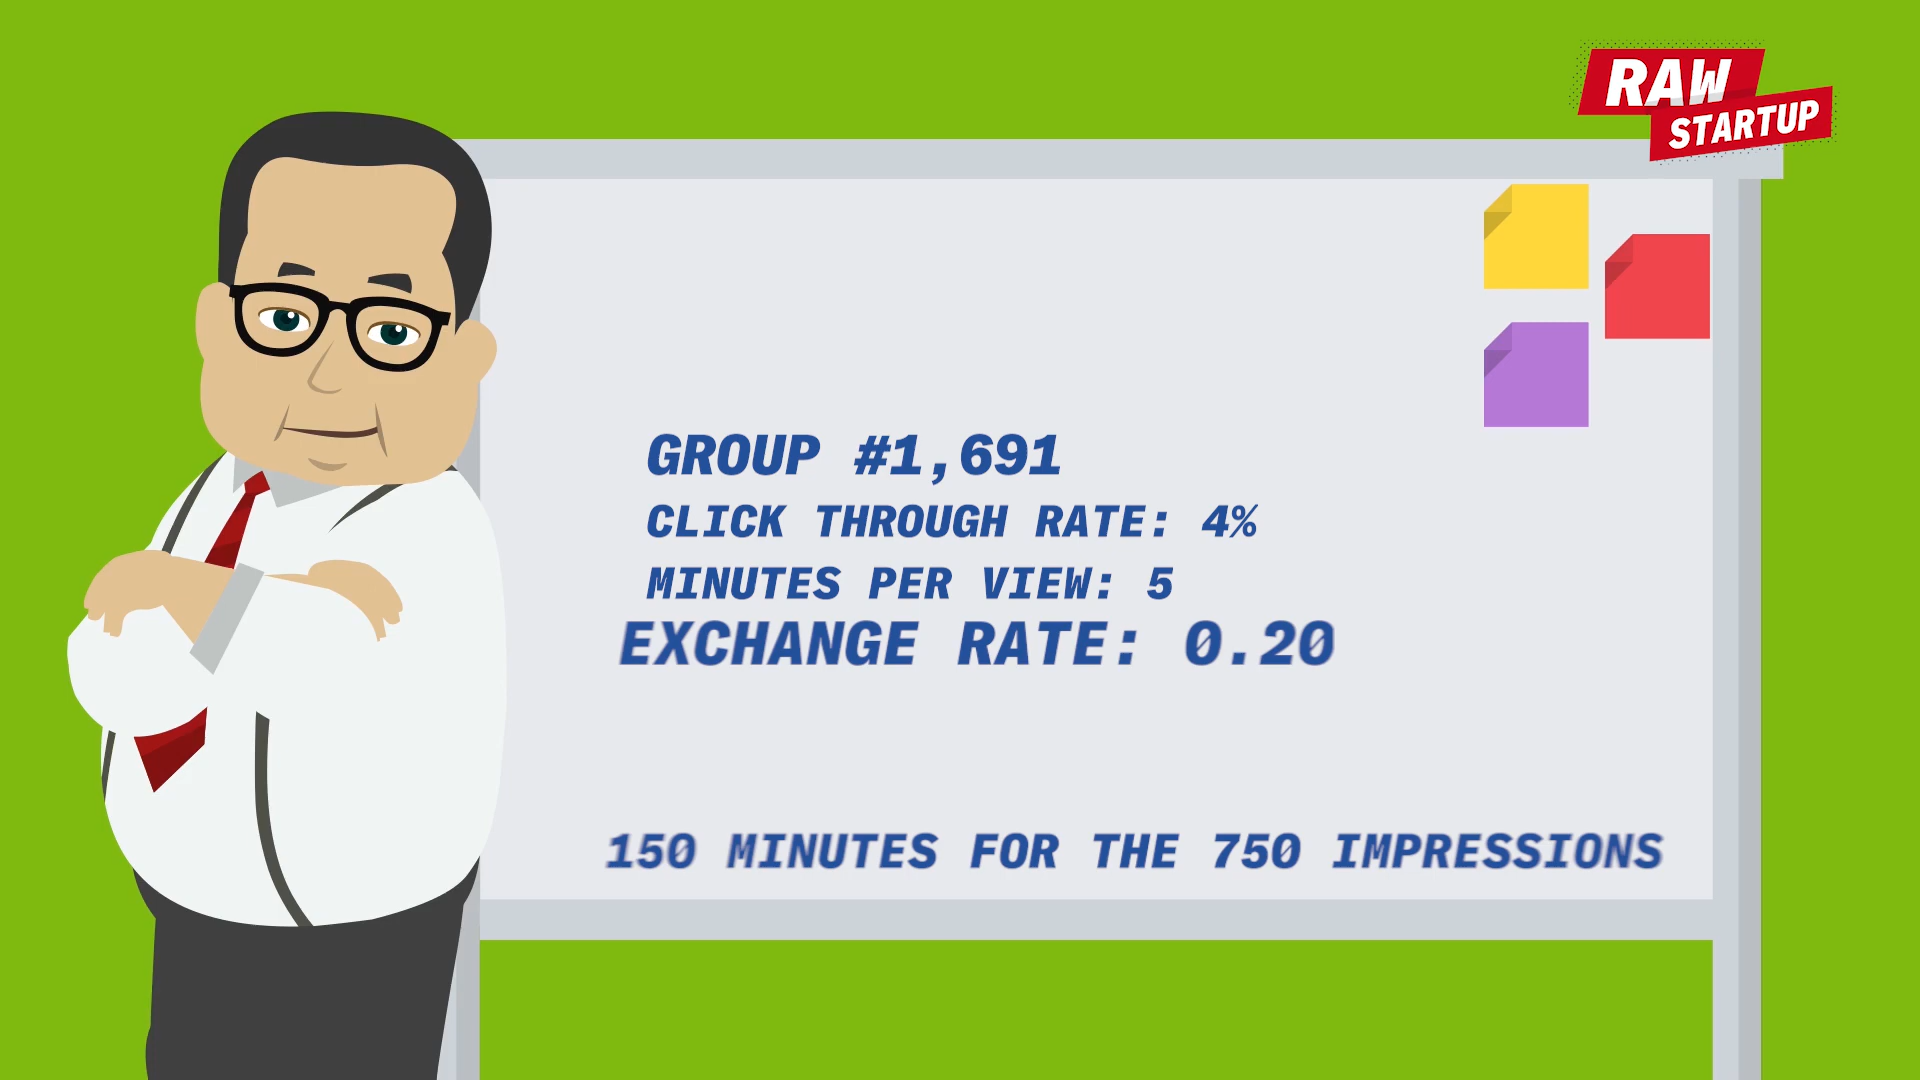 RAW
STARTUP
GROUP #1,691
CLICK THROUGH RATE: 4%
MINUTES PER VIEW: 5
EXCHANGE RATE: 0.20
150 MINUTES FOR THE 750 IMPRESSIONS